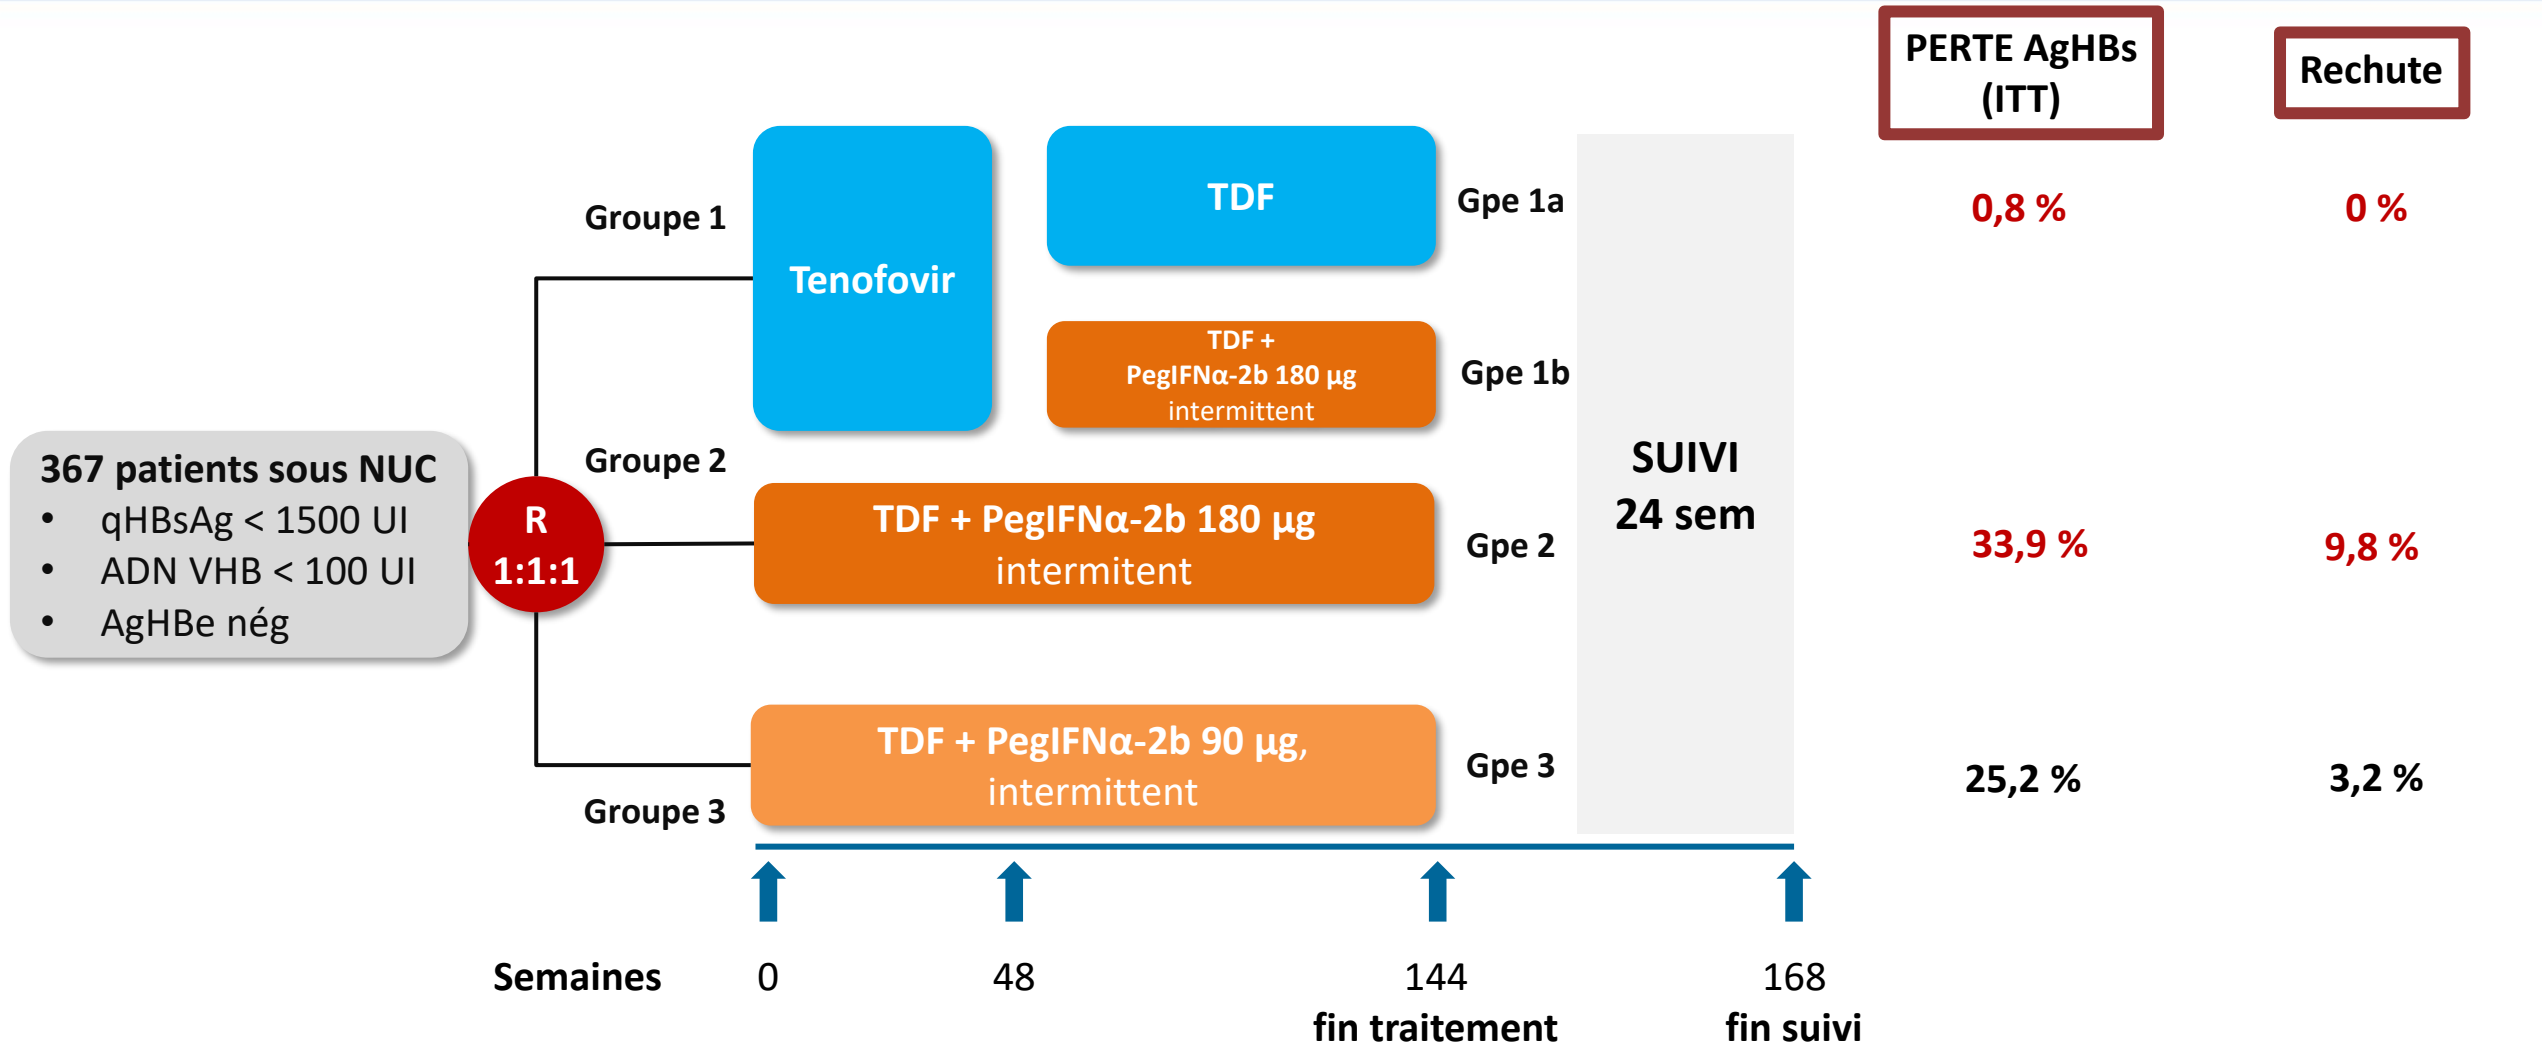 PERTE AgHBs
(ITT)
Rechute
Groupe 1
Tenofovir
TDF
Gpe 1a
0,8 %
0 %
TDF +
PegIFNα-2b 180 µg
intermittent
Gpe 1b
367 patients sous NUC
• qHBsAg < 1500 UI
• ADN VHB < 100 UI
• AgHBe nég
R
1:1:1
Groupe 2
TDF + PegIFNα-2b 180 µg
intermitent
Gpe 2
SUIVI
24 sem
33,9 %
9,8 %
Groupe 3
TDF + PegIFNα-2b 90 µg,
intermittent
Gpe 3
25,2 %
3,2 %
Semaines 0 48 144 168
fin traitement fin suivi